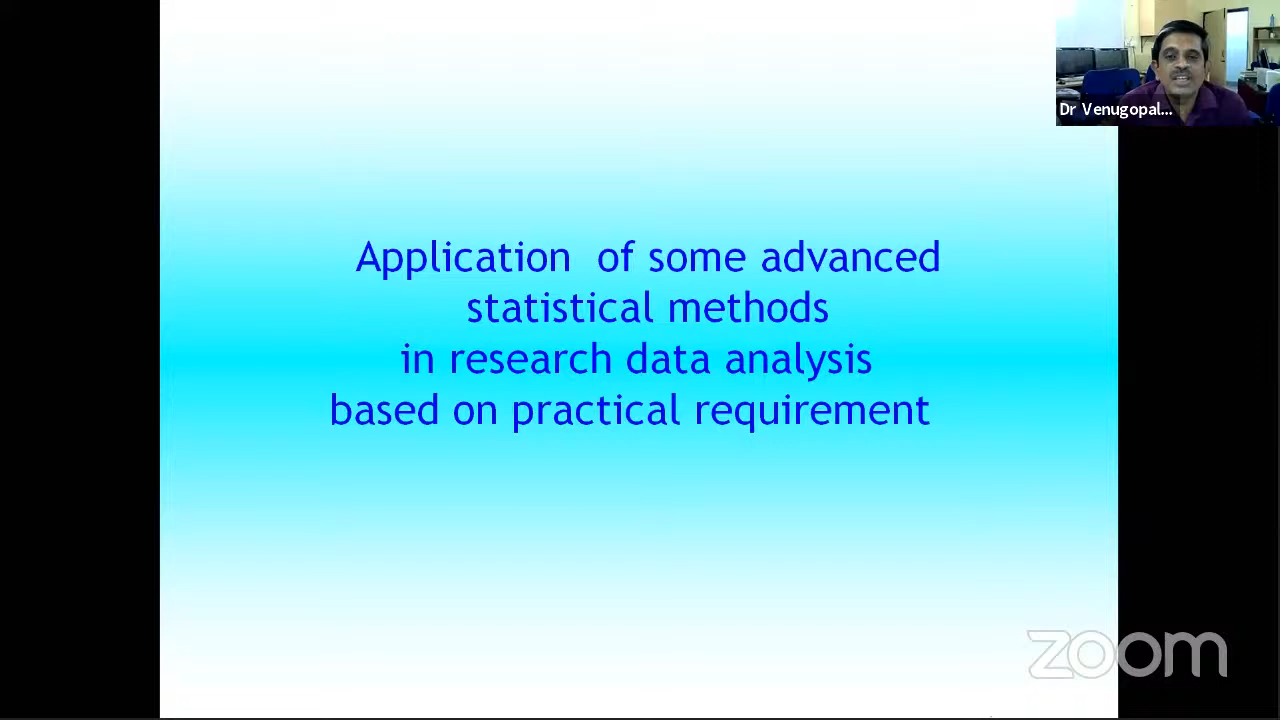 Dr Venugopal...
Application of some advanced
statistical methods
in research data analysis
based on practical requirement
zoom